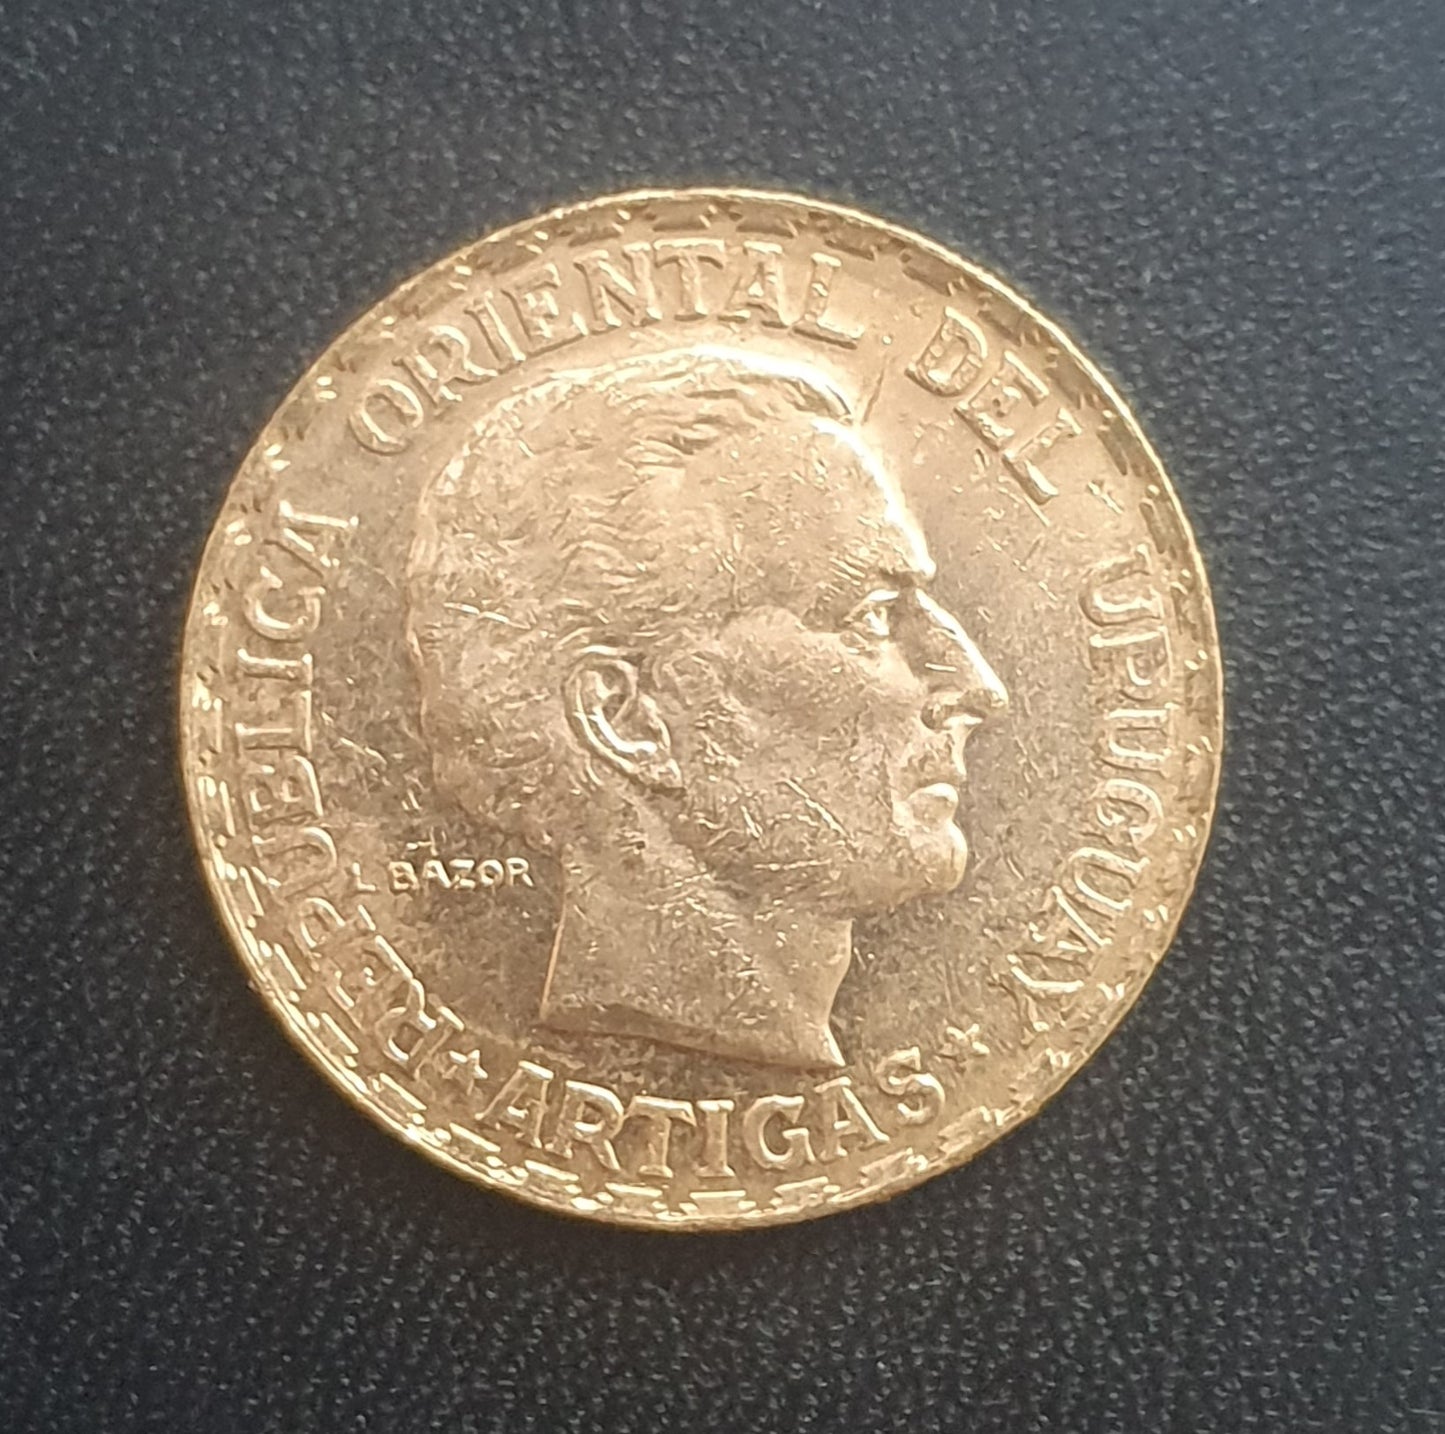 REPUBLICA ORIENTAL DEL URUGUAY
L BAZOR
★ ARTIGAS ★